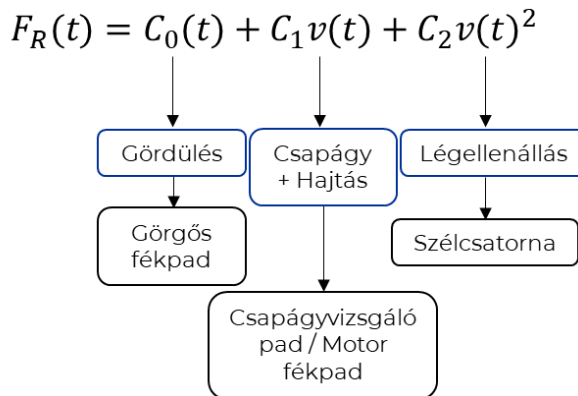 F_R(t) = C_0(t) + C_1v(t) + C_2v(t)^2
Gördülés
Csapágy
+ Hajtás
Légellenállás
Görgős
fékpad
Szélcsatorna
Csapágyvizsgáló
pad / Motor
fékpad